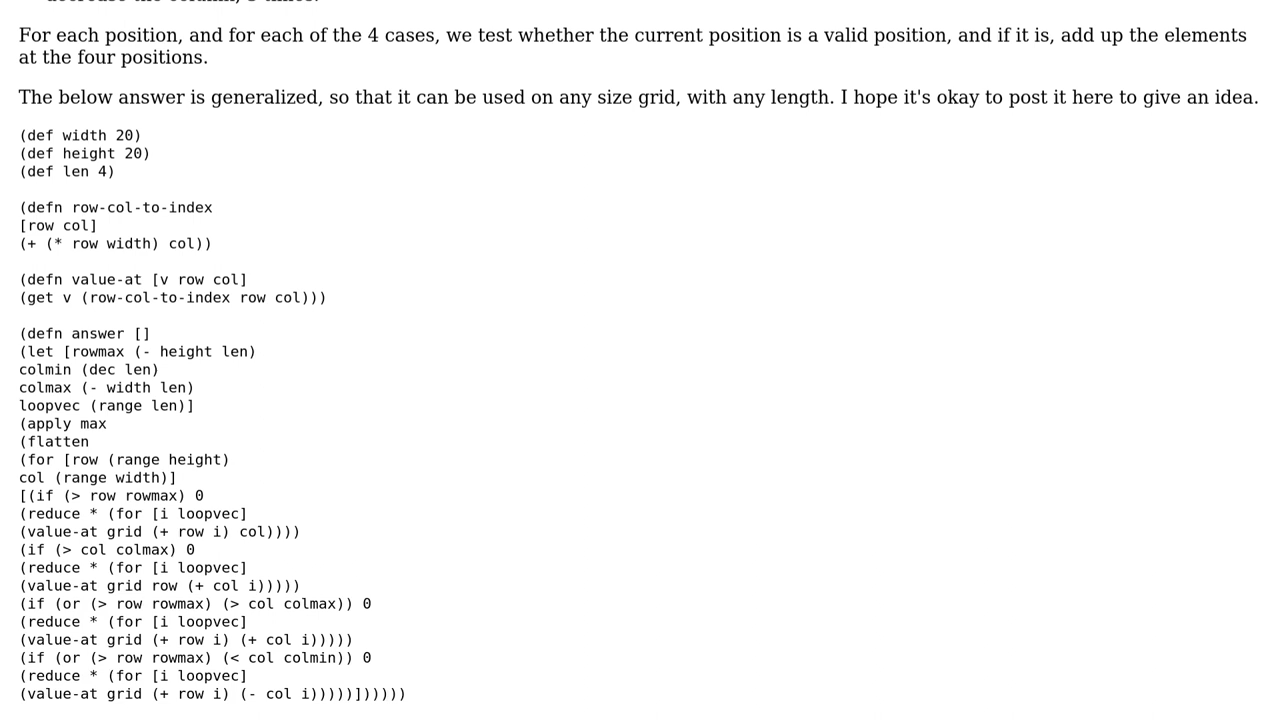 For each position, and for each of the 4 cases, we test whether the current position is a valid position, and if it is, add up the elements
at the four positions.
The below answer is generalized, so that it can be used on any size grid, with any length. I hope it's okay to post it here to give an idea.
(def width 20)
(def height 20)
(def len 4)
(defn row-col-to-index
[row col]
(+ (* row width) col))
(defn value-at [v row col]
(get v (row-col-to-index row col)))
(defn answer []
(let [rowmax (- height len)
colmin (dec len)
colmax (- width len)
loopvec (range len)]
(apply max
(flatten
(for [row (range height)
col (range width)]
[(if (> row rowmax) 0
(reduce * (for [i loopvec]
(value-at grid (+ row i) col))))
(if (> col colmax) 0
(reduce * (for [i loopvec]
(value-at grid row (+ col i)))))
(if (or (> row rowmax) (> col colmax)) 0
(reduce * (for [i loopvec]
(value-at grid (+ row i) (+ col i)))))
(if (or (> row rowmax) (< col colmin)) 0
(reduce * (for [i loopvec]
(value-at grid (+ row i) (- col i)))))]))))))